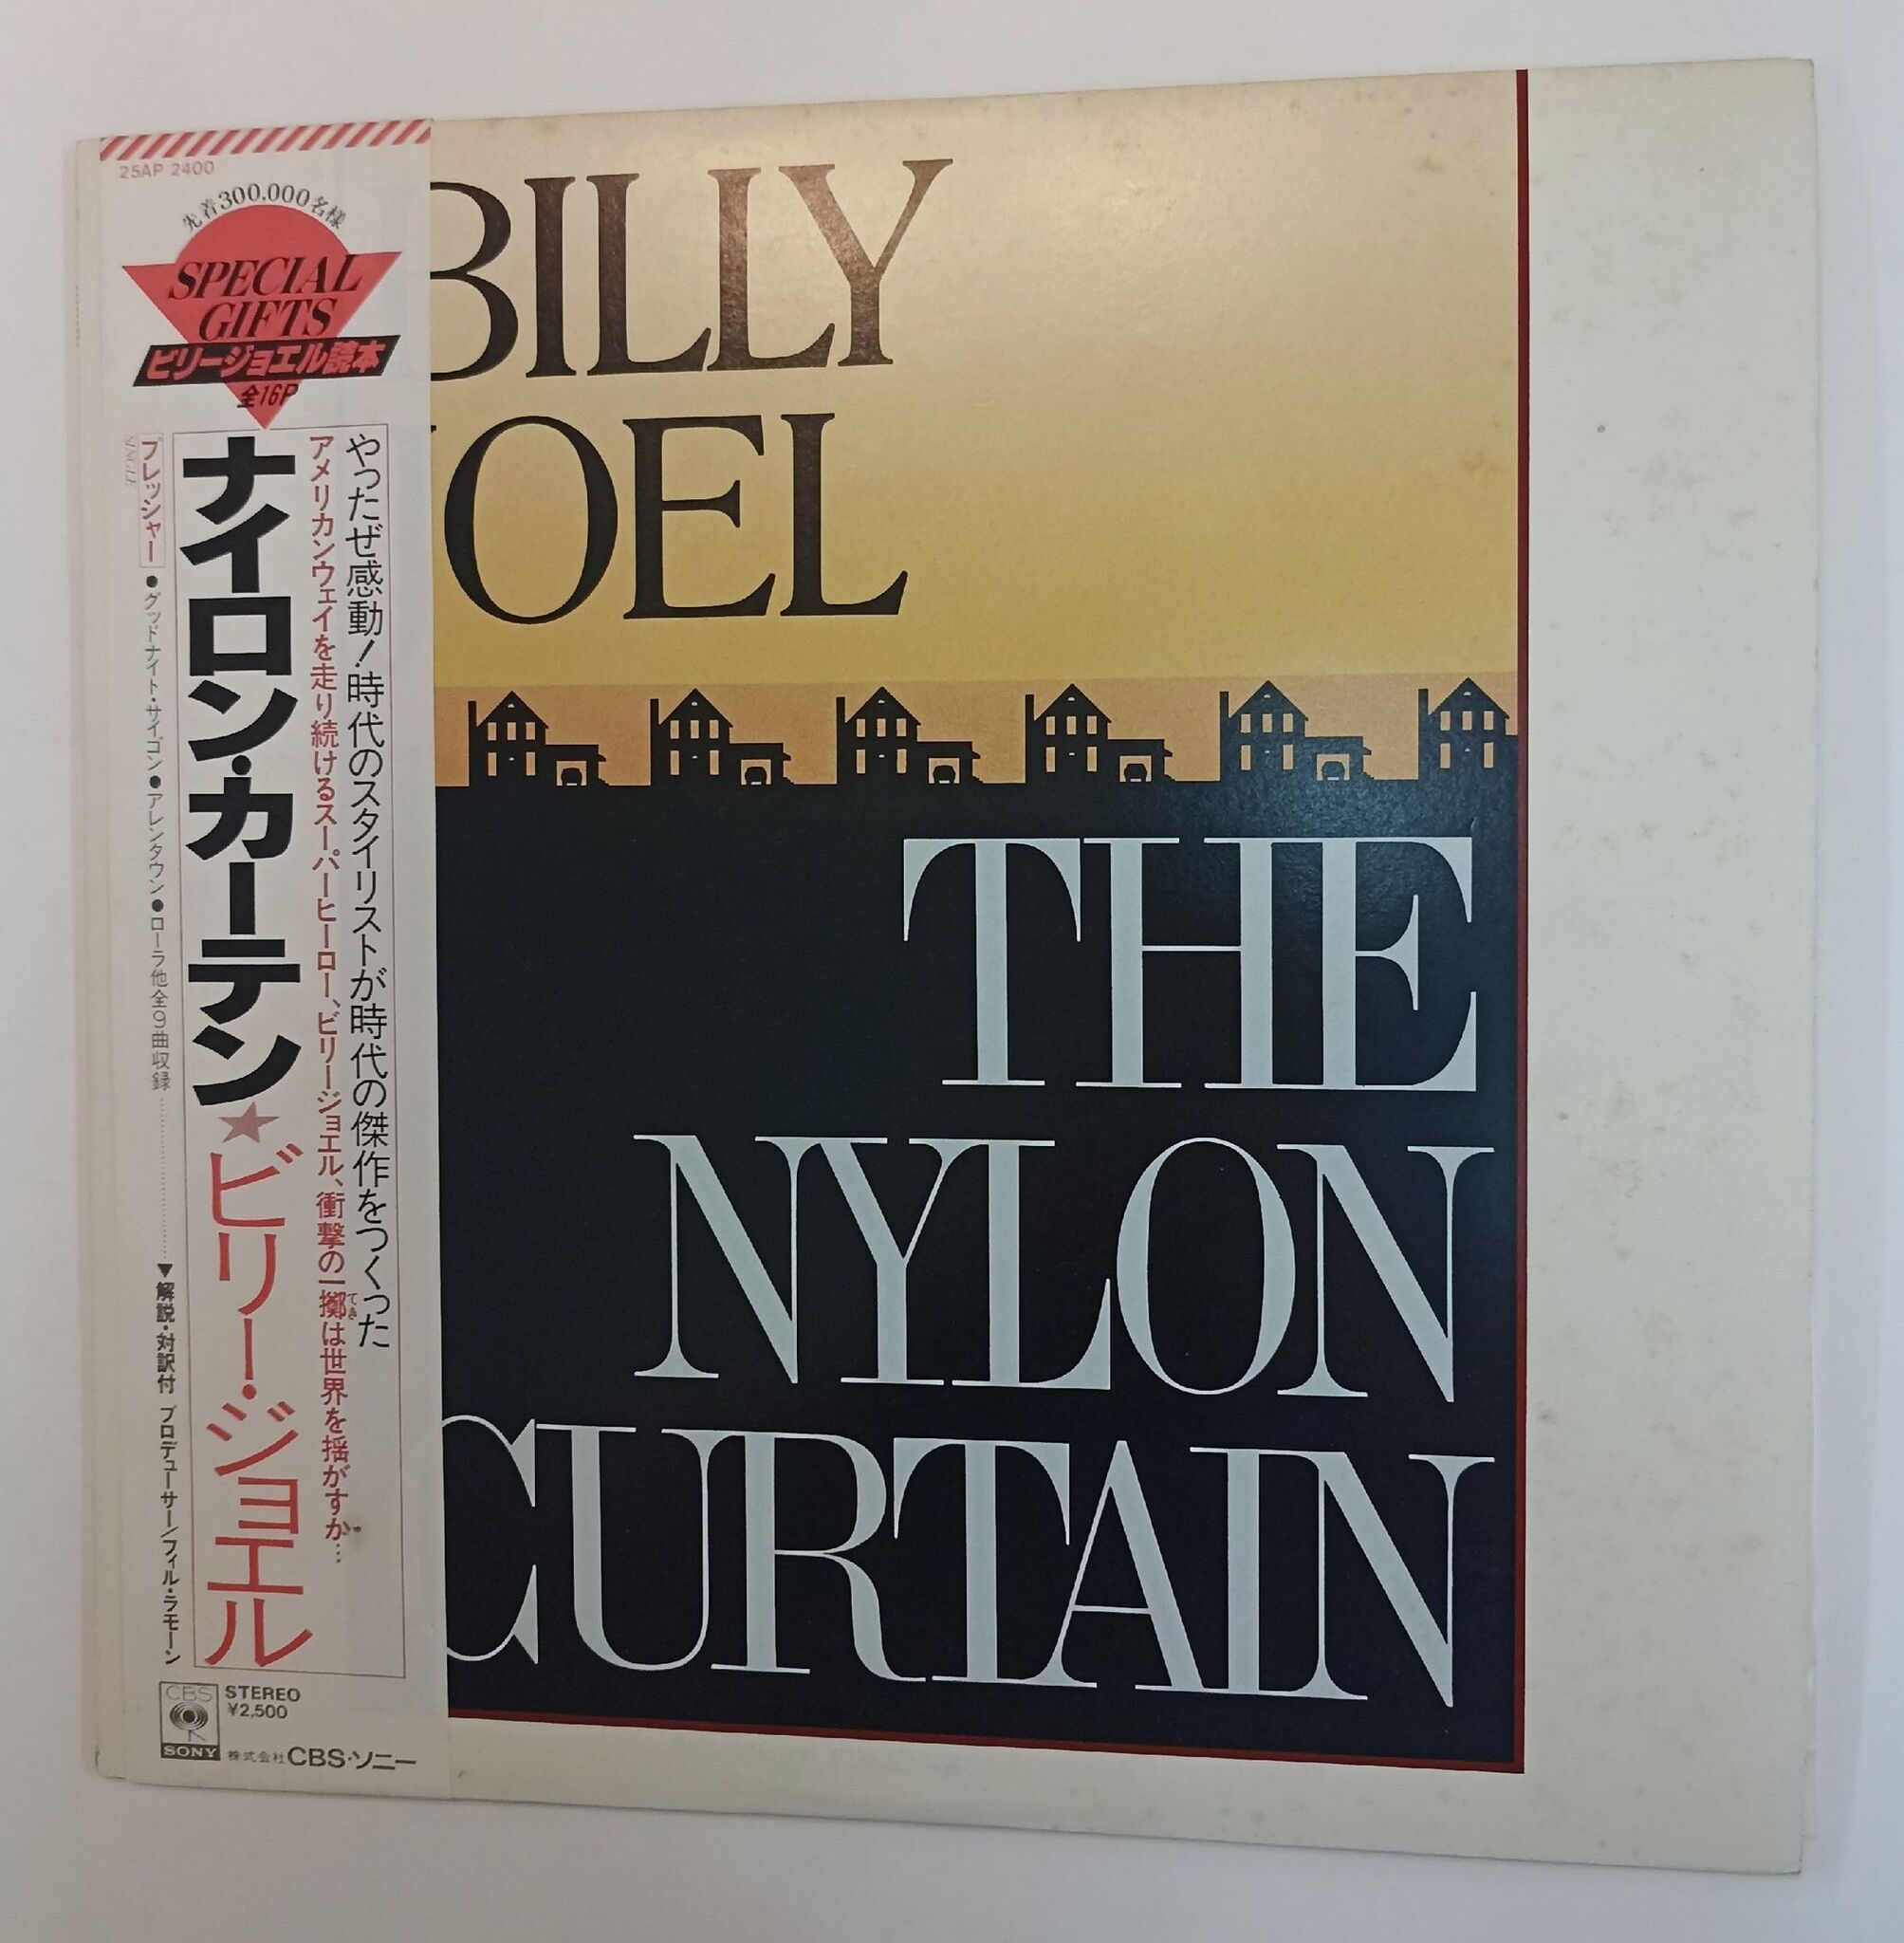 25AP 2400
先着300,000名様
SPECIAL
GIFTS
ビリージョエル読本
全16P
やったぜ感動!時代のスタイリストが時代の傑作をつくった
アメリカンウェイを走り続けるスーパーヒーロー、ビリージョエル、衝撃の一擲は世界を揺がすか…
てき
ナイロン・カーテン★ビリー・ジョエル
プレッシャー●グッドナイト・サイゴン●アレンタウン●ローラ他全9曲収録
▼解説・対訳付 プロデューサー/フィル・ラモーン
CBS
SONY
STEREO
¥2,500
株式会社CBS・ソニー
BILLY
OEL
THE
NYLON
CURTAIN